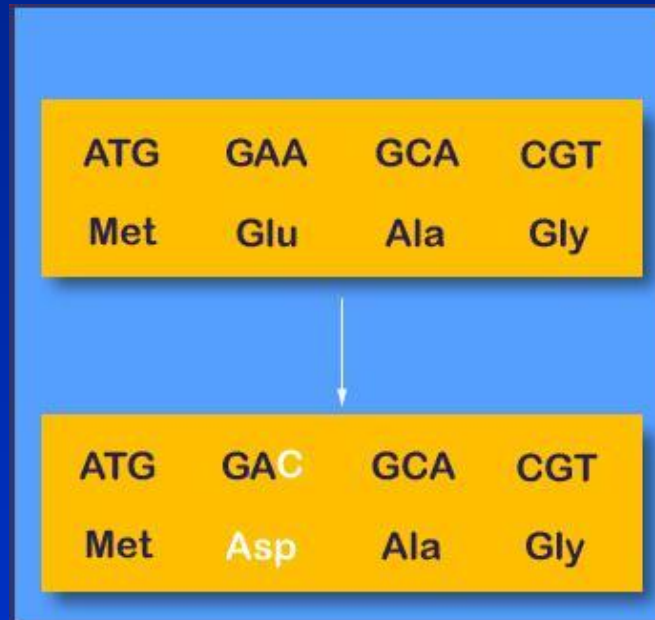 ATG GAA GCA CGT
Met Glu Ala Gly
ATG GAC GCA CGT
Met Asp Ala Gly